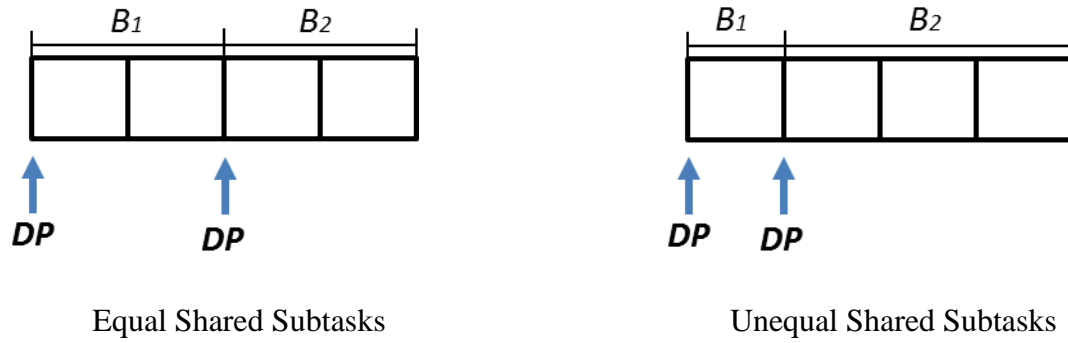 B1 B2 B1 B2
DP DP DP DP
Equal Shared Subtasks Unequal Shared Subtasks